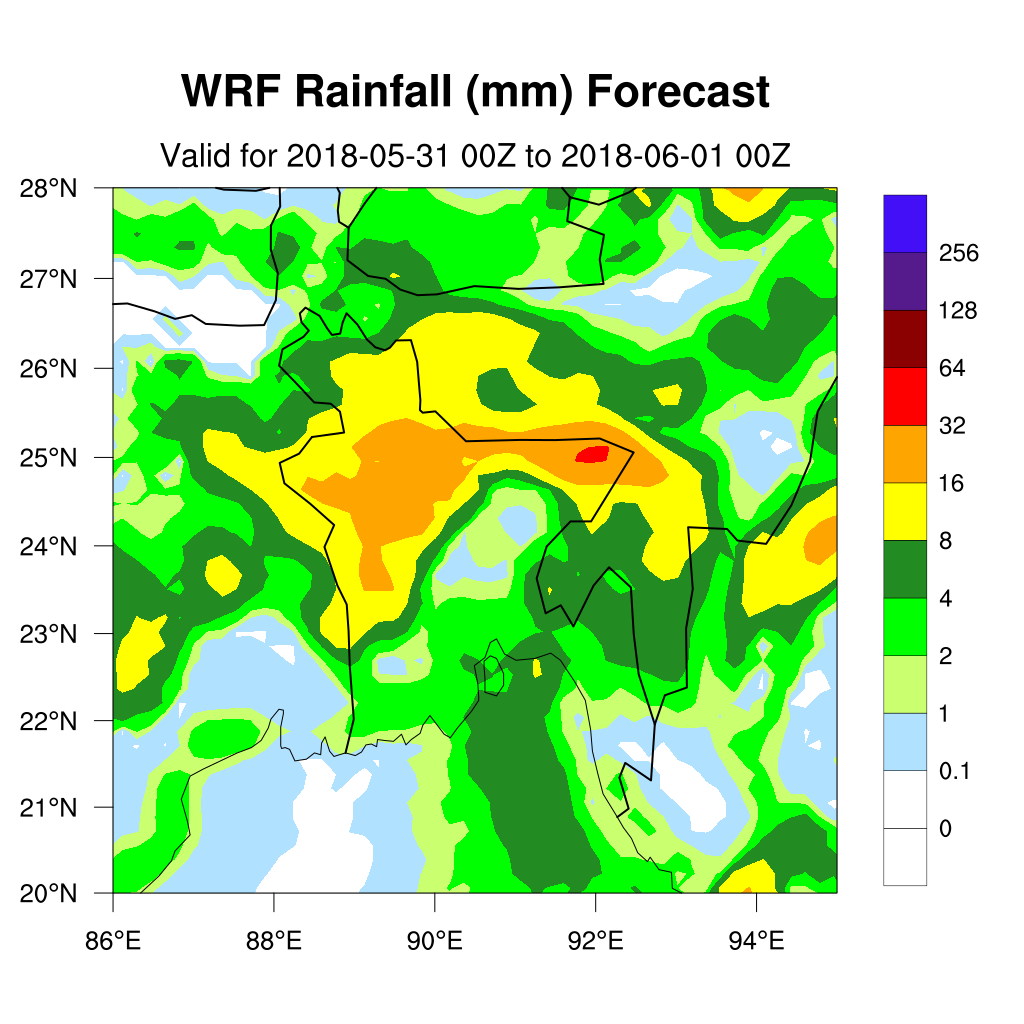 WRF Rainfall (mm) Forecast
Valid for 2018-05-31 00Z to 2018-06-01 00Z
28°N
27°N
26°N
25°N
24°N
23°N
22°N
21°N
20°N
86°E
88°E
90°E
92°E
94°E
256
128
64
32
16
8
4
2
1
0.1
0